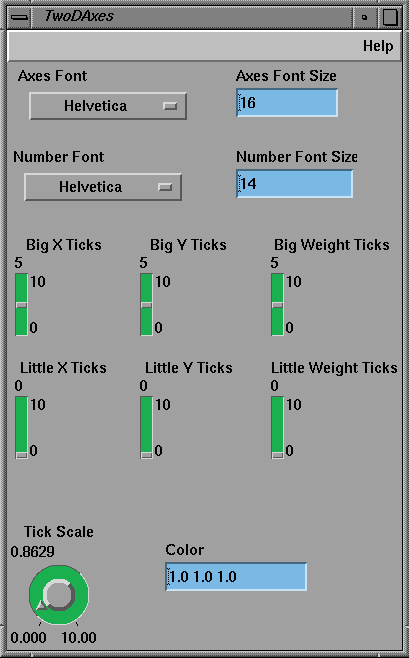 TwoDAxes
Help
Axes Font Axes Font Size
Helvetica 16
Number Font Number Font Size
Helvetica 14
Big X Ticks Big Y Ticks Big Weight Ticks
5 5 5
10 10 10
0 0 0
Little X Ticks Little Y Ticks Little Weight Ticks
0 0 0
10 10 10
0 0 0
Tick Scale
0.8629 Color
1.0 1.0 1.0
0.000 10.00